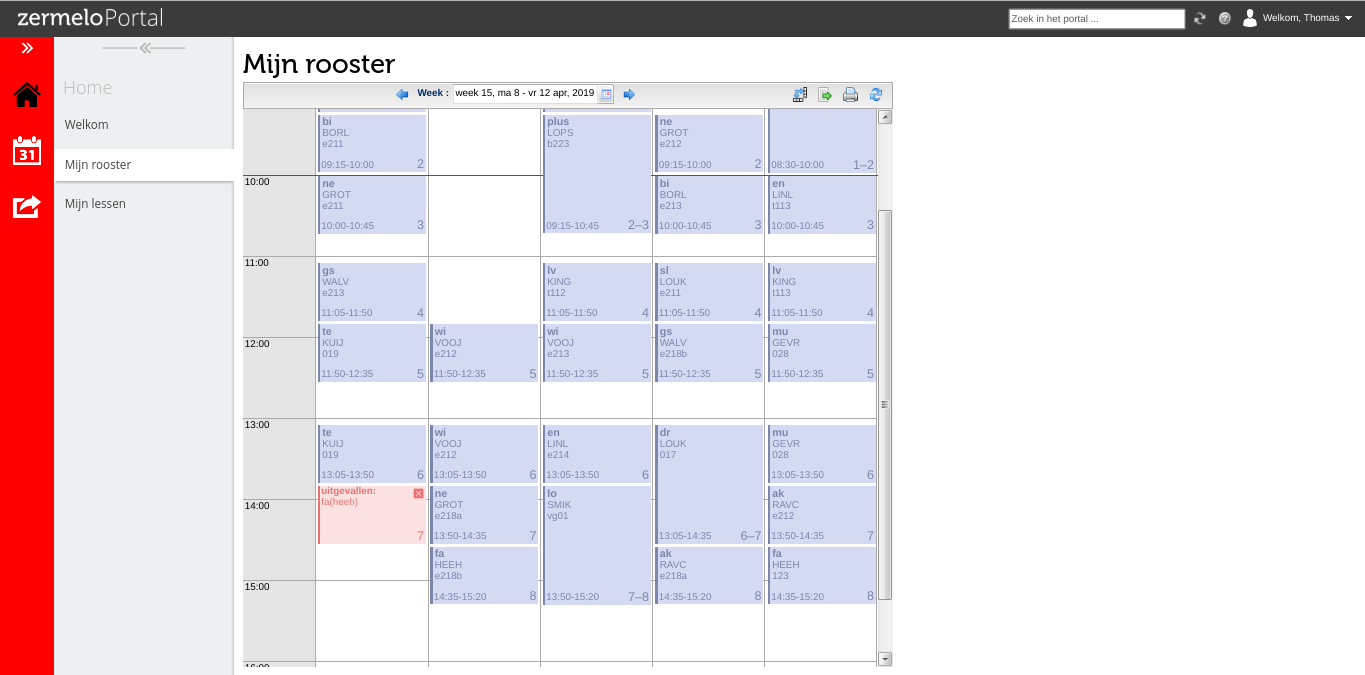 zermeloPortal
Zoek in het portal ...
Welkom, Thomas
Home
Welkom
31
Mijn rooster
Mijn lessen
Mijn rooster
Week :
week 15, ma 8 - vr 12 apr, 2019
10:00
11:00
12:00
13:00
14:00
15:00
16:00
bi
BORL
e211
09:15-10:00 2
ne
GROT
e211
10:00-10:45 3
gs
WALV
e213
11:05-11:50 4
te
KUIJ
019
11:50-12:35 5
te
KUIJ
019
13:05-13:50 6
uitgevallen:
fa(heeh)
7
wi
VOOJ
e212
11:50-12:35 5
wi
VOOJ
e212
13:05-13:50 6
ne
GROT
e218a
13:50-14:35 7
fa
HEEH
e218b
14:35-15:20 8
plus
LOPS
b223
09:15-10:45 2–3
lv
KING
t112
11:05-11:50 4
wi
VOOJ
e213
11:50-12:35 5
en
LINL
e214
13:05-13:50 6
lo
SMIK
vg01
13:50-15:20 7–8
ne
GROT
e212
09:15-10:00 2
bi
BORL
e213
10:00-10:45 3
sl
LOUK
e211
11:05-11:50 4
gs
WALV
e218b
11:50-12:35 5
dr
LOUK
017
13:05-14:35 6–7
ak
RAVC
e218a
14:35-15:20 8
08:30-10:00 1–2
en
LINL
t113
10:00-10:45 3
lv
KING
t113
11:05-11:50 4
mu
GEVR
028
11:50-12:35 5
mu
GEVR
028
13:05-13:50 6
ak
RAVC
e212
13:50-14:35 7
fa
HEEH
123
14:35-15:20 8